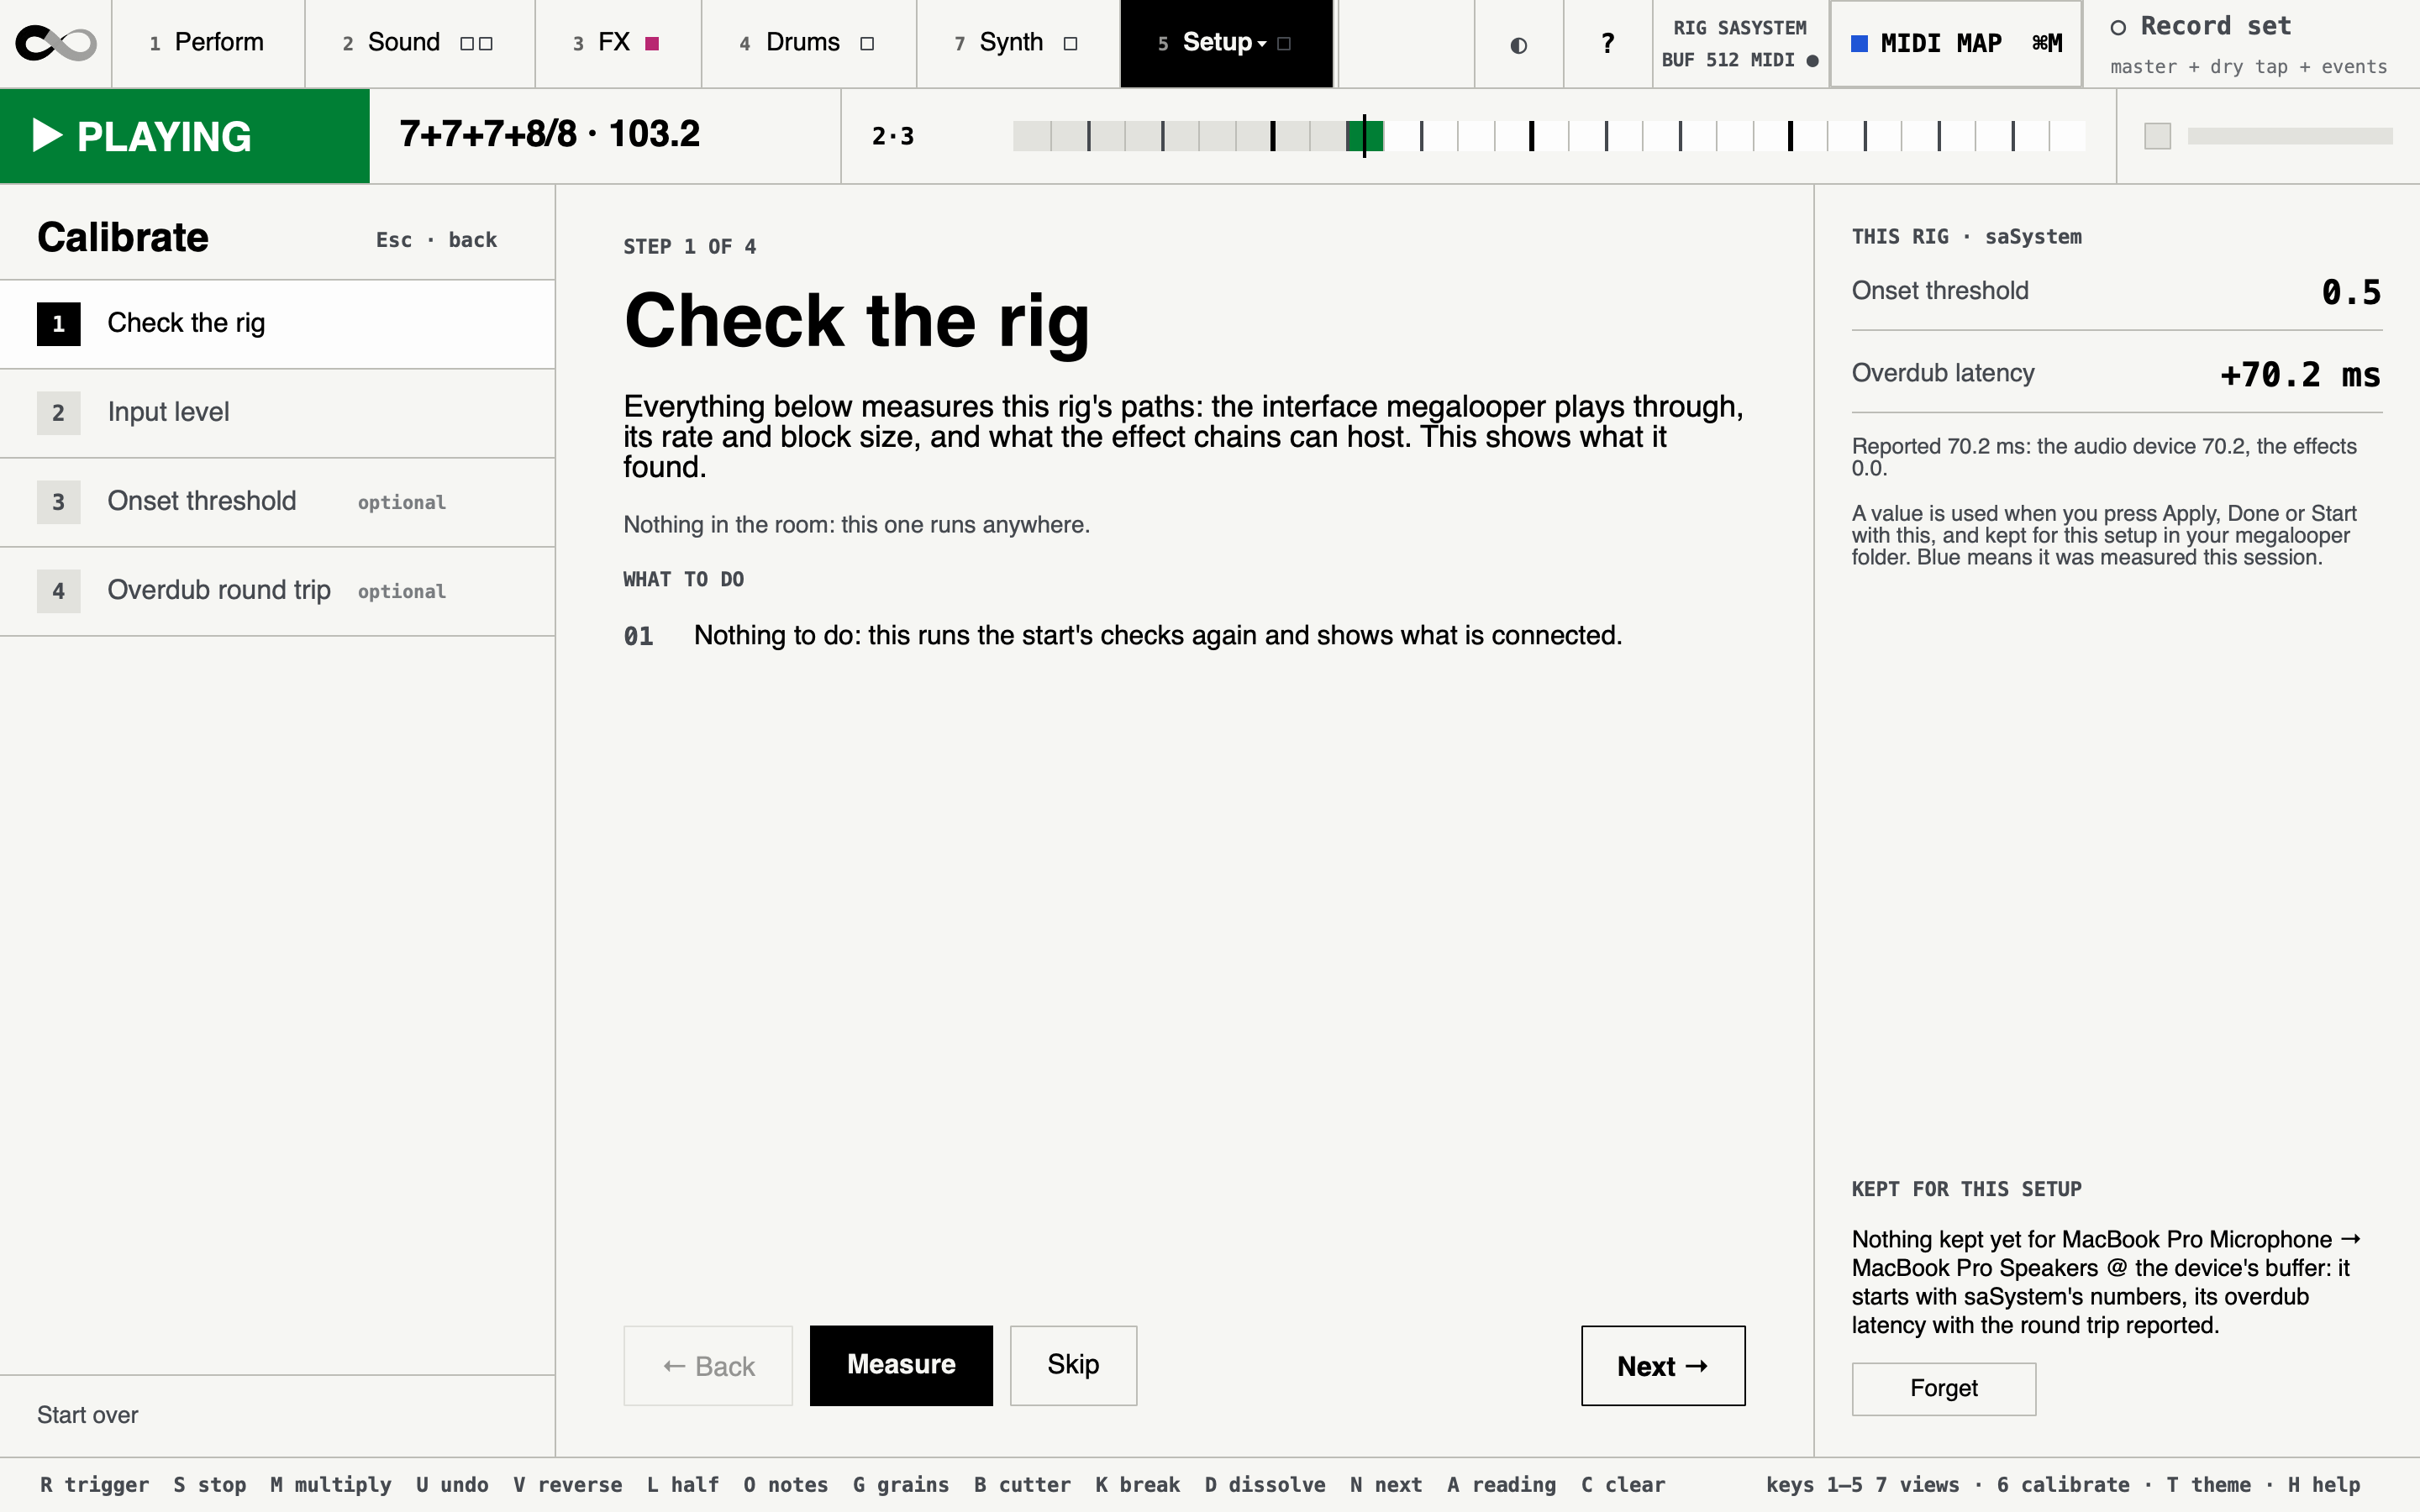 1 Perform
2 Sound
3 FX
4 Drums
7 Synth
5 Setup
?
RIG SASYSTEM
BUF 512 MIDI
MIDI MAP ⌘M
Record set
master + dry tap + events
PLAYING
7+7+7+8/8 · 103.2
2·3
Calibrate
Esc · back
1 Check the rig
2 Input level
3 Onset threshold optional
4 Overdub round trip optional
Start over
STEP 1 OF 4
Check the rig
Everything below measures this rig's paths: the interface megalooper plays through,
its rate and block size, and what the effect chains can host. This shows what it
found.
Nothing in the room: this one runs anywhere.
WHAT TO DO
01 Nothing to do: this runs the start's checks again and shows what is connected.
← Back
Measure
Skip
Next →
THIS RIG · saSystem
Onset threshold 0.5
Overdub latency +70.2 ms
Reported 70.2 ms: the audio device 70.2, the effects
0.0.
A value is used when you press Apply, Done or Start
with this, and kept for this setup in your megalooper
folder. Blue means it was measured this session.
KEPT FOR THIS SETUP
Nothing kept yet for MacBook Pro Microphone →
MacBook Pro Speakers @ the device's buffer: it
starts with saSystem's numbers, its overdub
latency with the round trip reported.
Forget
R trigger S stop M multiply U undo V reverse L half O notes G grains B cutter K break D dissolve N next A reading C clear
keys 1–5 7 views · 6 calibrate · T theme · H help